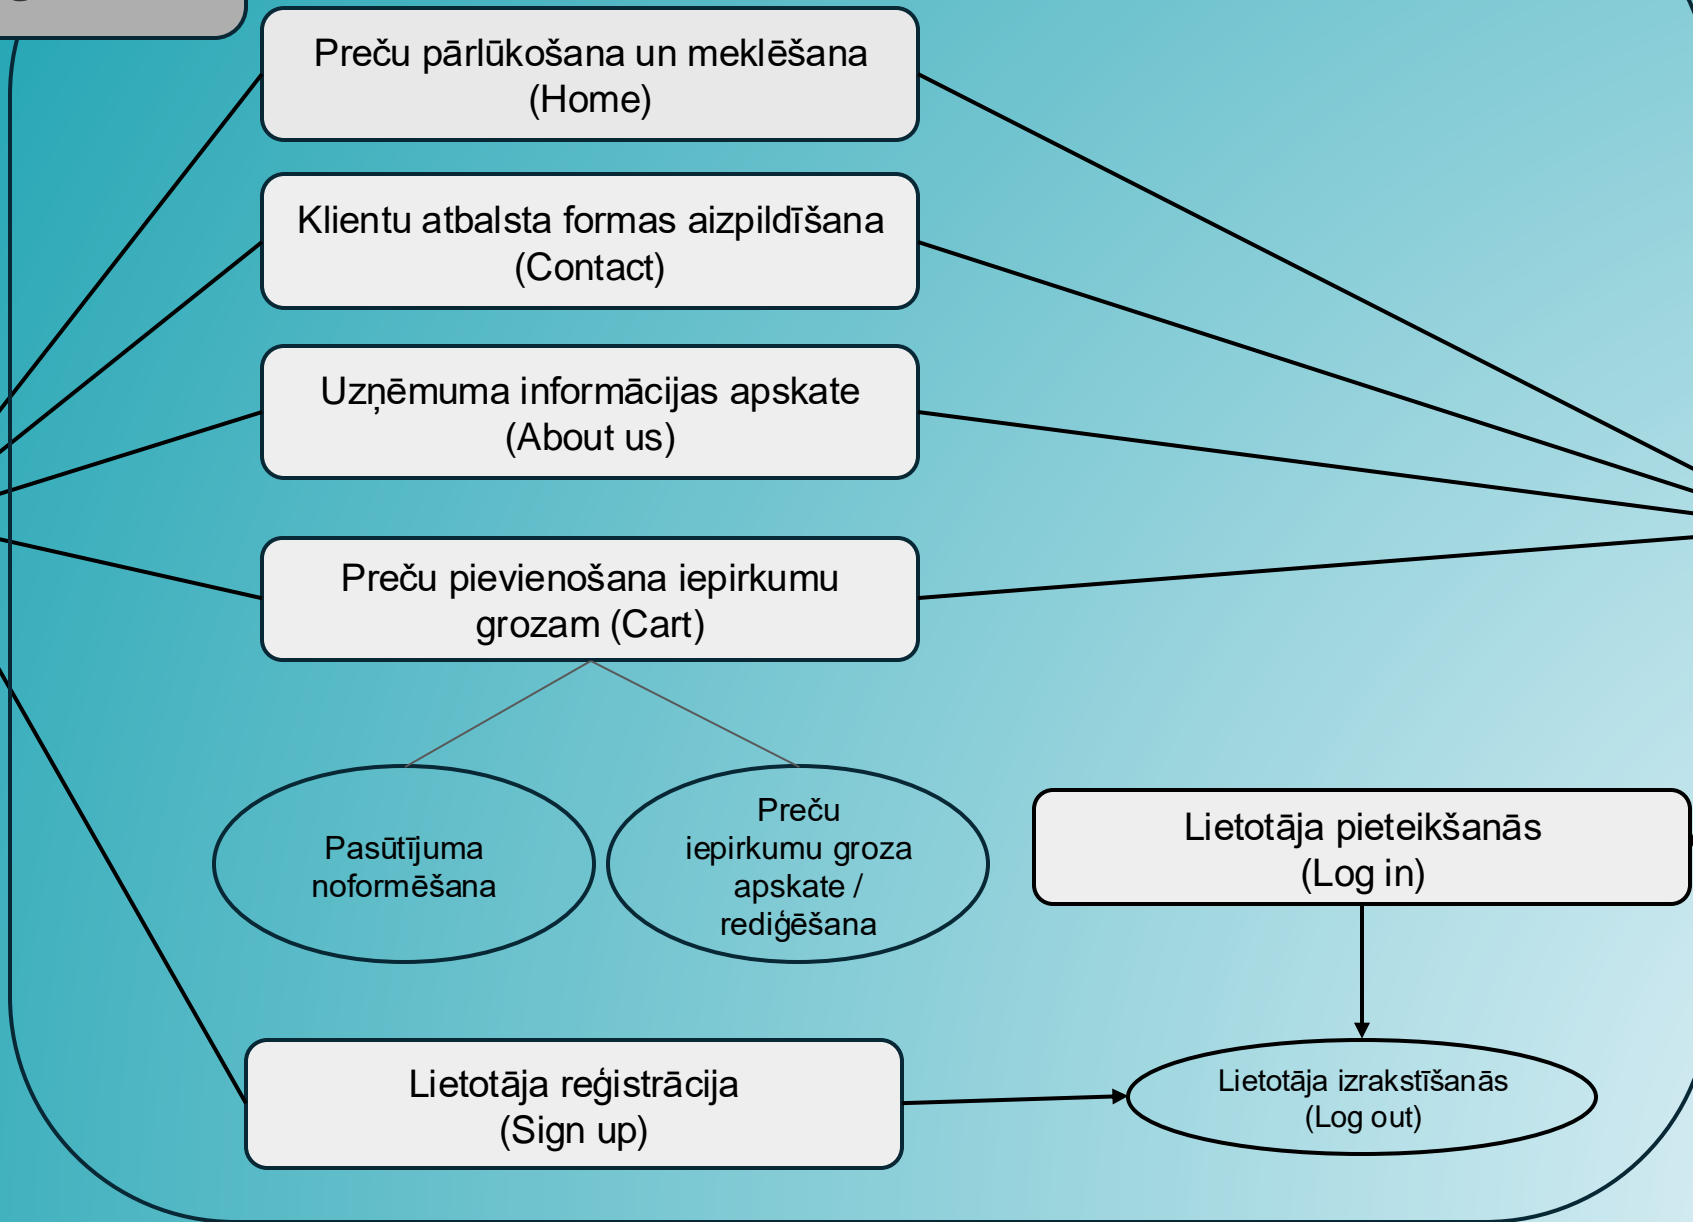 Preču pārlūkošana un meklēšana
(Home)
Klientu atbalsta formas aizpildīšana
(Contact)
Uzņēmuma informācijas apskate
(About us)
Preču pievienošana iepirkumu
grozam (Cart)
Pasūtījuma
noformēšana
Preču
iepirkumu groza
apskate /
rediģēšana
Lietotāja pieteikšanās
(Log in)
Lietotāja reģistrācija
(Sign up)
Lietotāja izrakstīšanās
(Log out)